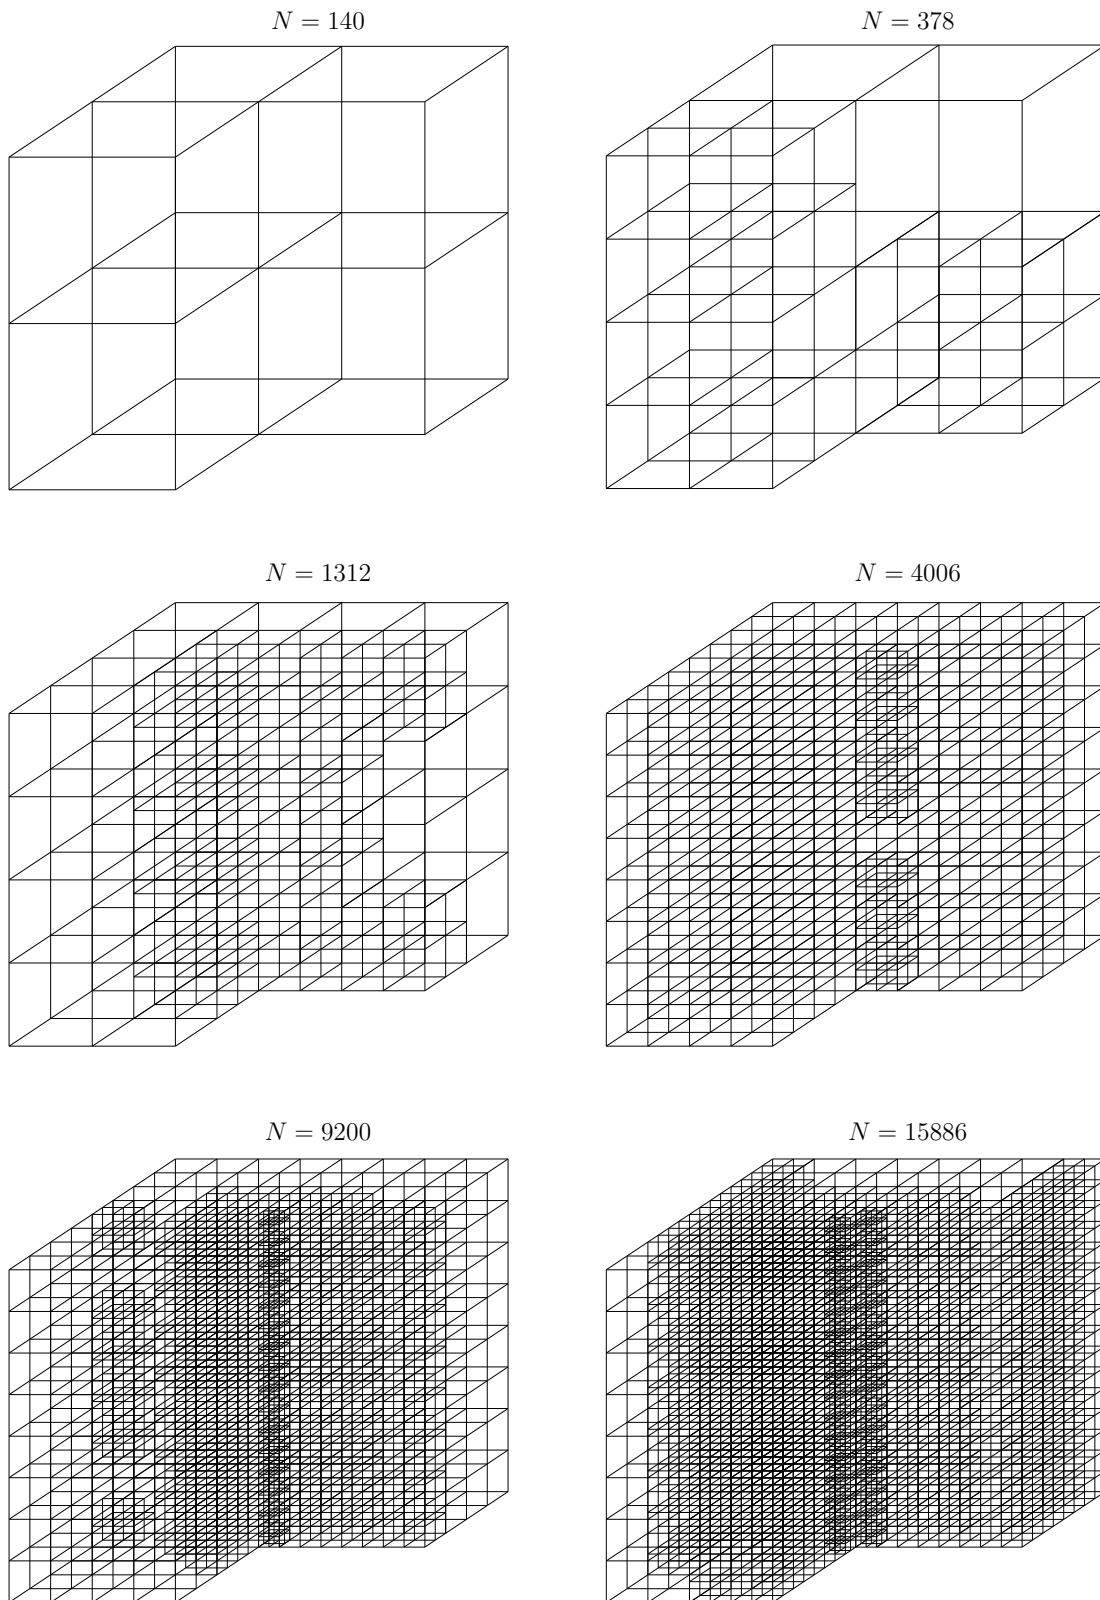 N = 140
N = 378
N = 1312
N = 4006
N = 9200
N = 15886